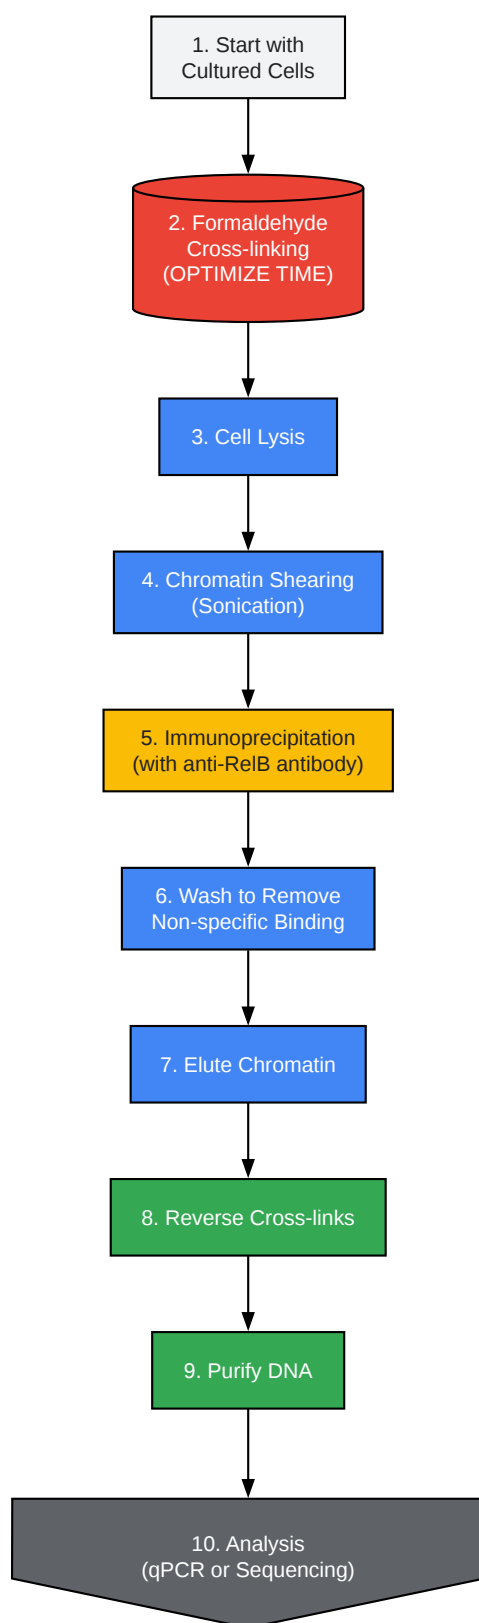 1. Start with
Cultured Cells
2. Formaldehyde
Cross-linking
(OPTIMIZE TIME)
3. Cell Lysis
4. Chromatin Shearing
(Sonication)
5. Immunoprecipitation
(with anti-RelB antibody)
6. Wash to Remove
Non-specific Binding
7. Elute Chromatin
8. Reverse Cross-links
9. Purify DNA
10. Analysis
(qPCR or Sequencing)